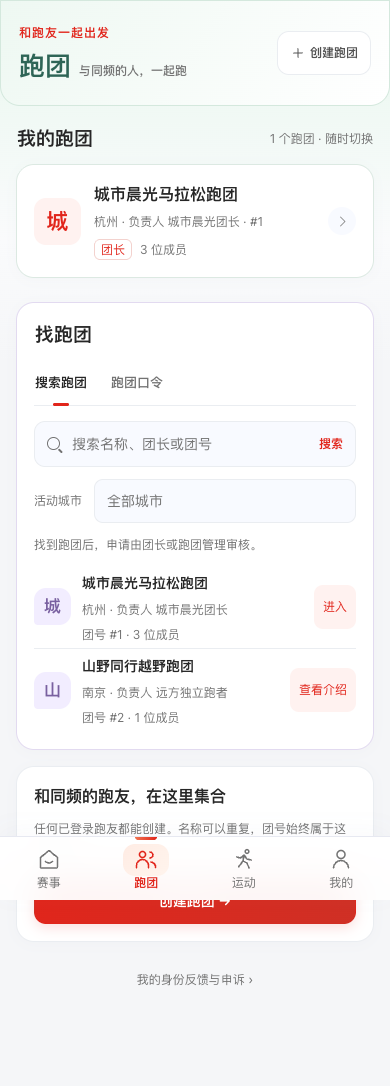 和跑友一起出发
跑团 与同频的人，一起跑
创建跑团
我的跑团
1 个跑团 · 随时切换
城
城市晨光马拉松跑团
杭州 · 负责人 城市晨光团长 · #1
团长 3 位成员
找跑团
搜索跑团 跑团口令
搜索名称、团长或团号 搜索
活动城市 全部城市
找到跑团后，申请由团长或跑团管理审核。
城
城市晨光马拉松跑团
杭州 · 负责人 城市晨光团长
团号 #1 · 3 位成员
进入
山
山野同行越野跑团
南京 · 负责人 远方独立跑者
团号 #2 · 1 位成员
查看介绍
和同频的跑友，在这里集合
任何已登录跑友都能创建。名称可以重复，团号始终属于这
赛事 跑团 运动 我的
创建跑团 →
我的身份反馈与申诉 ›